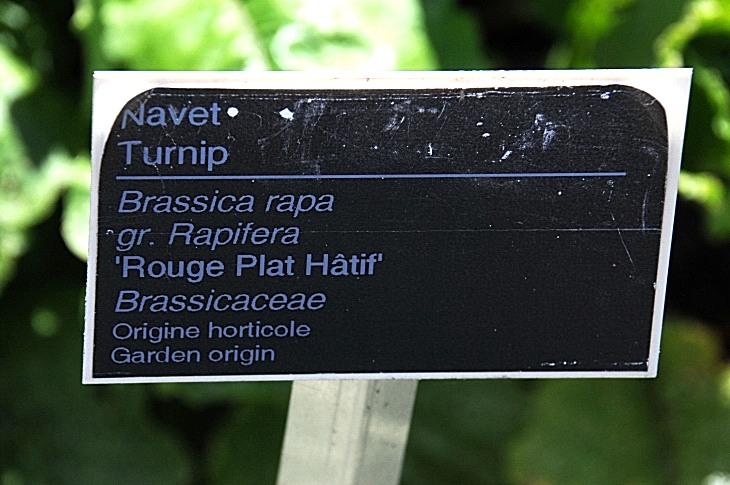 Navet
Turnip
Brassica rapa
gr. Rapifera
'Rouge Plat Hâtif'
Brassicaceae
Origine horticole
Garden origin